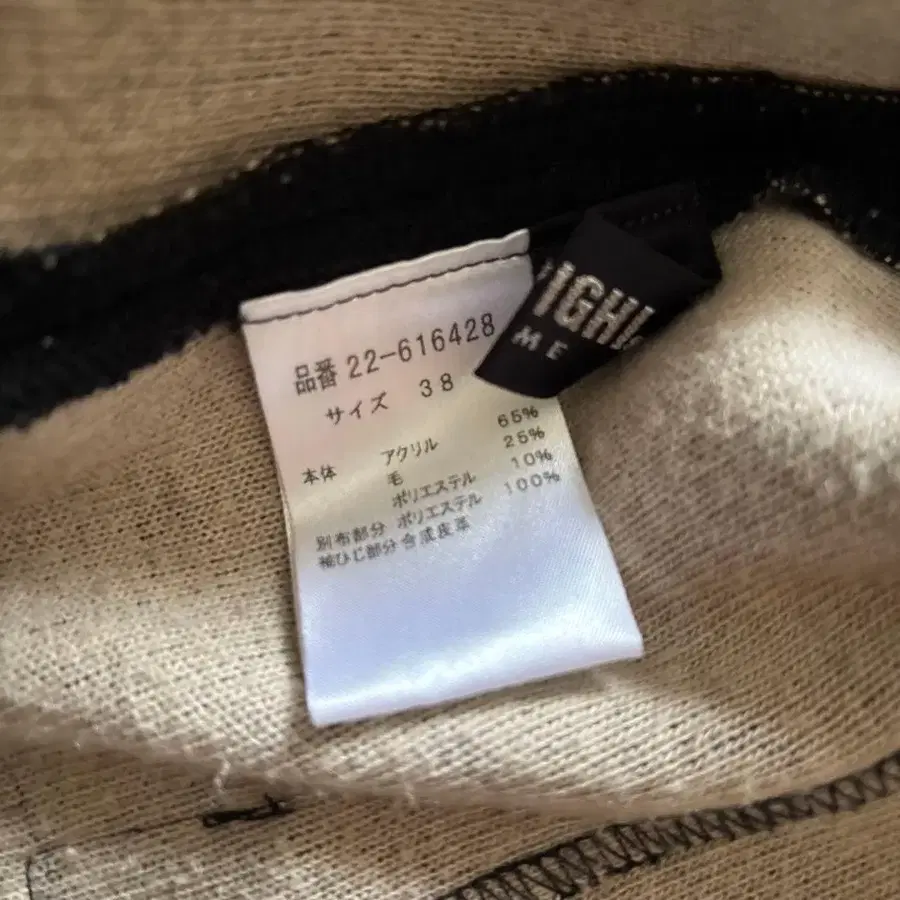 品番 22-616428
サイズ 38
本体 アクリル 65%
毛 25%
ポリエステル 10%
別布部分 ポリエステル 100%
袖ひじ部分 合成皮革